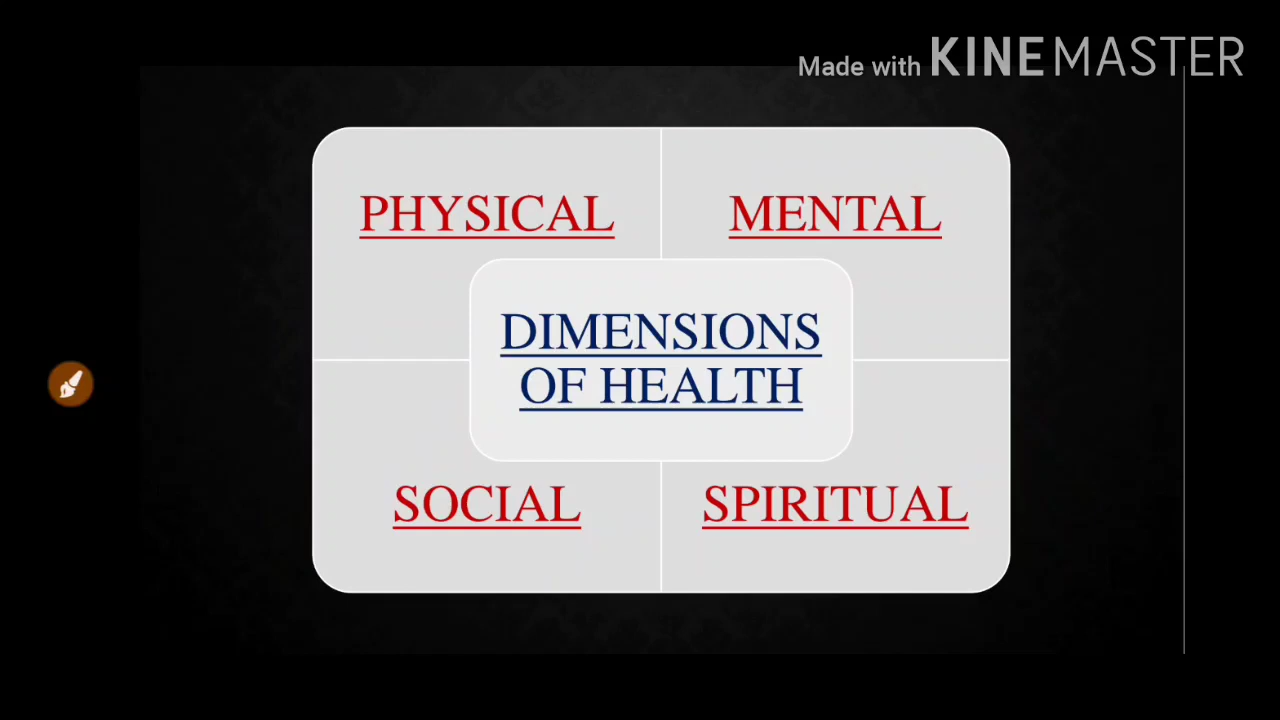 Made with KINEMASTER
PHYSICAL
MENTAL
DIMENSIONS
OF HEALTH
SOCIAL
SPIRITUAL